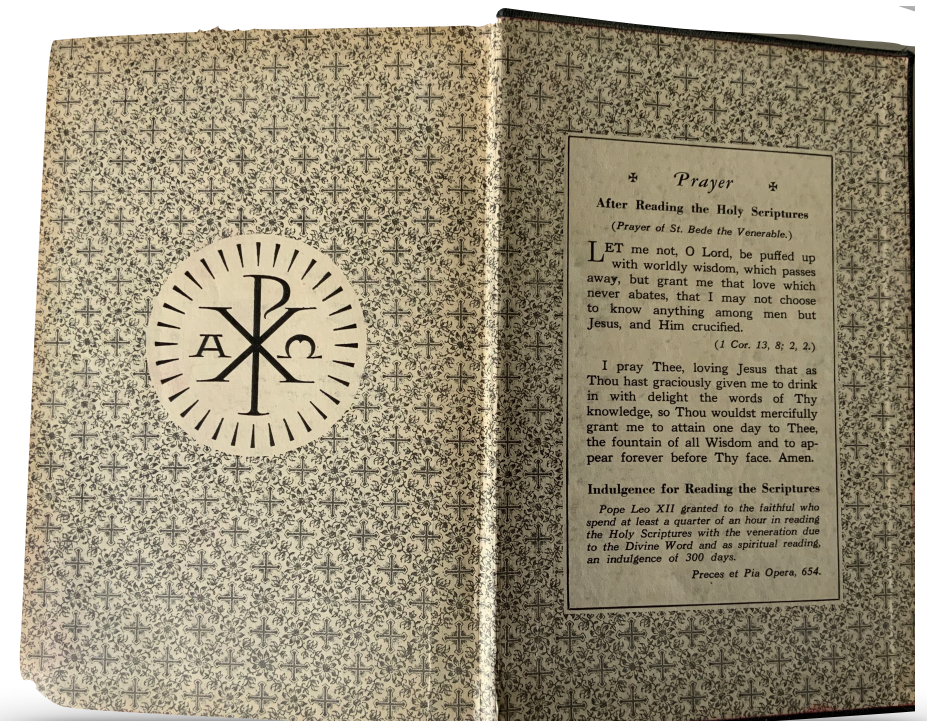 Α Ω
✠ Prayer ✠
After Reading the Holy Scriptures
(Prayer of St. Bede the Venerable.)
LET me not, O Lord, be puffed up
with worldly wisdom, which passes
away, but grant me that love which
never abates, that I may not choose
to know anything among men but
Jesus, and Him crucified.
(1 Cor. 13, 8; 2, 2.)
I pray Thee, loving Jesus that as
Thou hast graciously given me to drink
in with delight the words of Thy
knowledge, so Thou wouldst mercifully
grant me to attain one day to Thee,
the fountain of all Wisdom and to ap-
pear forever before Thy face. Amen.
Indulgence for Reading the Scriptures
Pope Leo XII granted to the faithful who
spend at least a quarter of an hour in reading
the Holy Scriptures with the veneration due
to the Divine Word and as spiritual reading,
an indulgence of 300 days.
Preces et Pia Opera, 654.